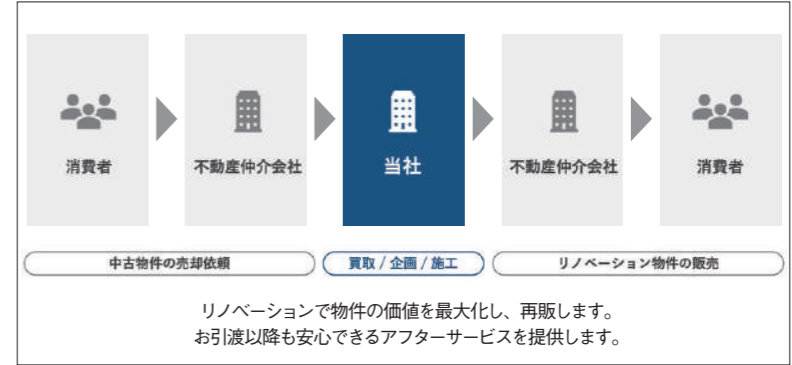 消費者
不動産仲介会社
当社
不動産仲介会社
消費者
中古物件の売却依頼
買取 / 企画 / 施工
リノベーション物件の販売
リノベーションで物件の価値を最大化し、再販します。
お引渡以降も安心できるアフターサービスを提供します。